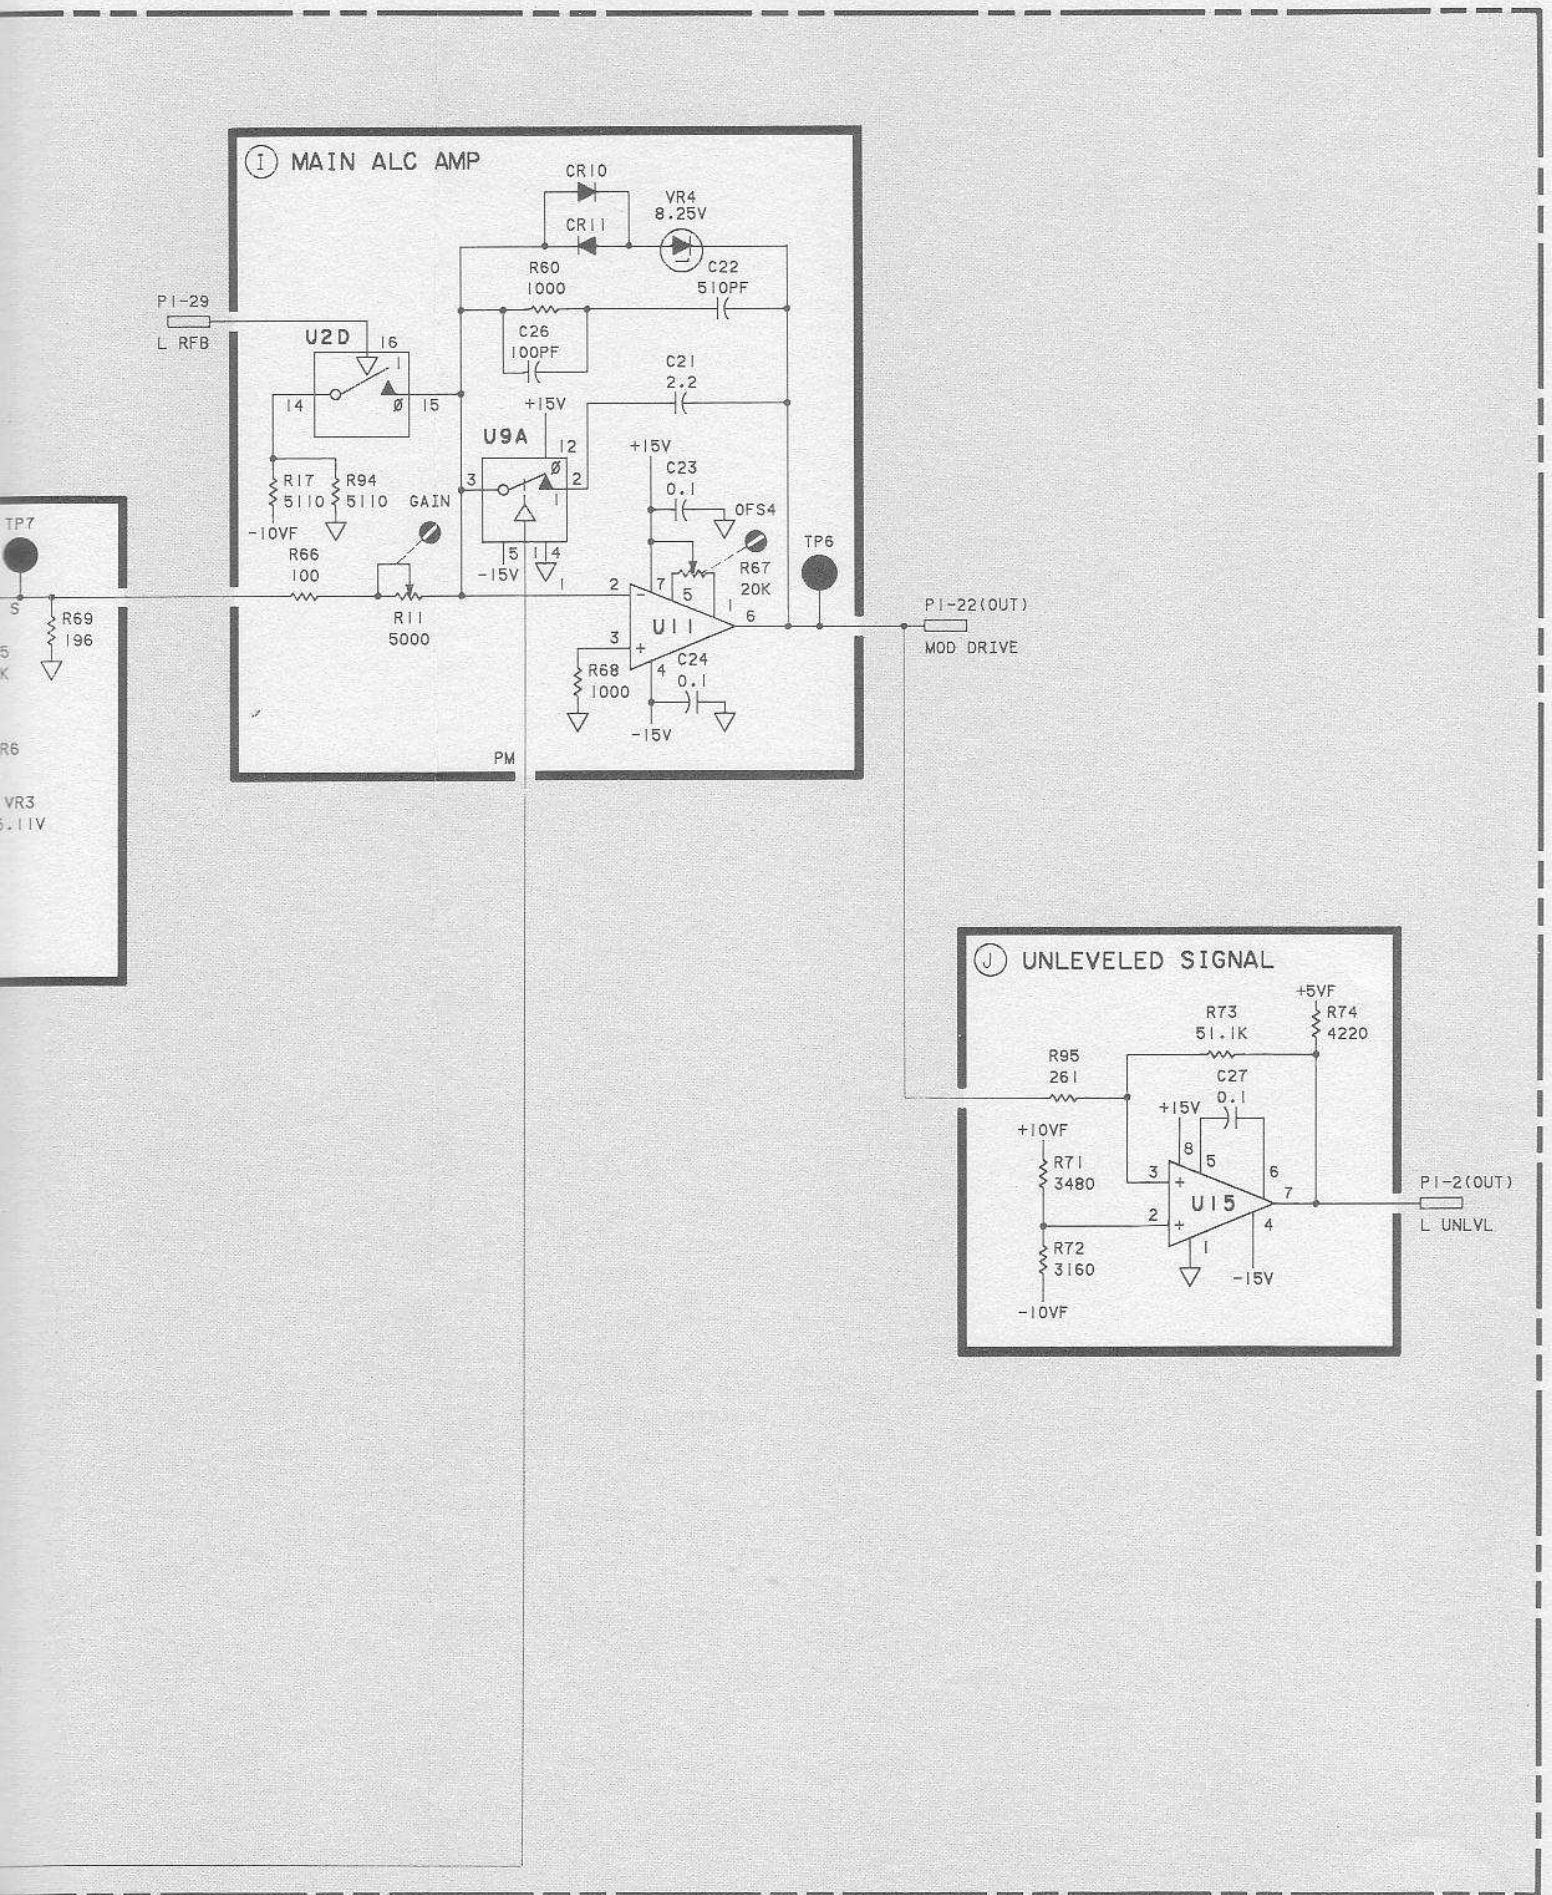 I MAIN ALC AMP
CR10
VR4
8.25V
CR11
R60
1000
C22
510PF
P1-29
L RFB
U2D
16
1
C26
100PF
14
Ø
15
C21
2.2
+15V
U9A
12
Ø
3
2
1
+15V
C23
0.1
R17
5110
R94
5110
GAIN
-10VF
OFS4
5
1
4
-15V
R66
100
TP7
S
R69
196
R11
5000
1
2
-
7
5
1
R67
20K
TP6
6
U11
3
+
4
R68
1000
C24
0.1
-15V
P1-22(OUT)
MOD DRIVE
5
K
R6
VR3
.11V
PM
J UNLEVELED SIGNAL
+5VF
R74
4220
R73
51.1K
R95
261
C27
0.1
+15V
+10VF
8
5
R71
3480
3
+
6
7
U15
2
+
4
1
R72
3160
-15V
-10VF
P1-2(OUT)
L UNLVL